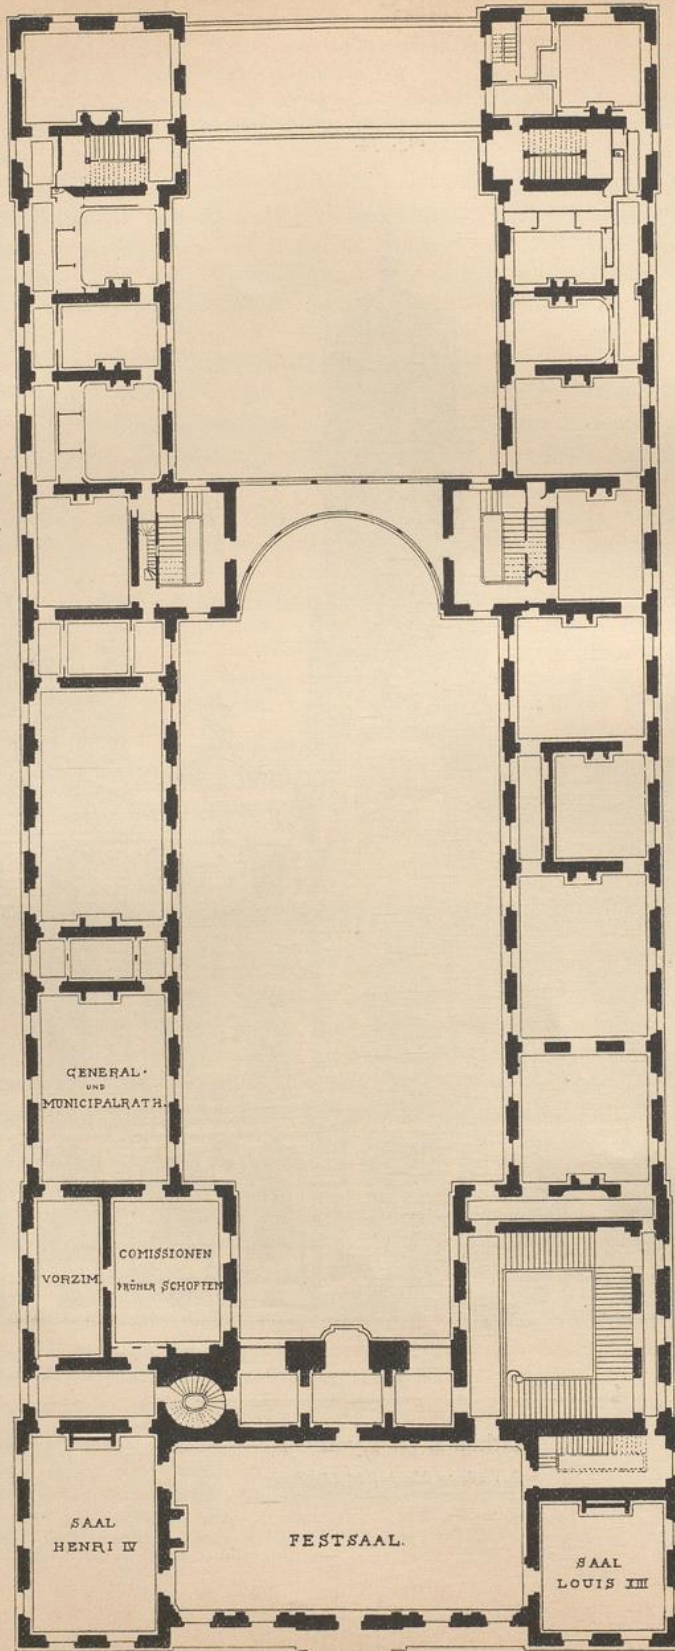 GENERAL-
UND
MUNICIPALRATH.
COMISSIONEN
VORZIM.
FRÜHER SCHÖFFEN
SAAL
HENRI IV
FESTSAAL.
SAAL
LOUIS XIII